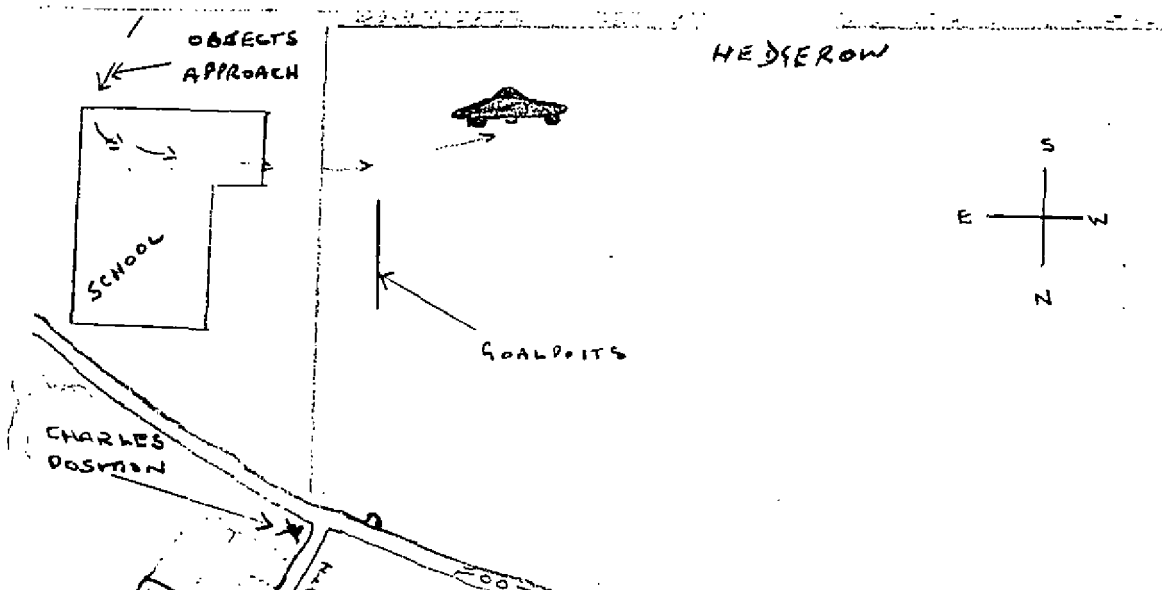 OBJECTS
APPROACH
HEDGEROW
S
E W
N
SCHOOL
GOALPOSTS
CHARLES
POSITION